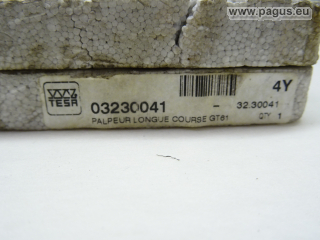 www.pagus.eu
TESA
4Y
03230041 - 32.30041
PALPEUR LONGUE COURSE GT61 QTY 1